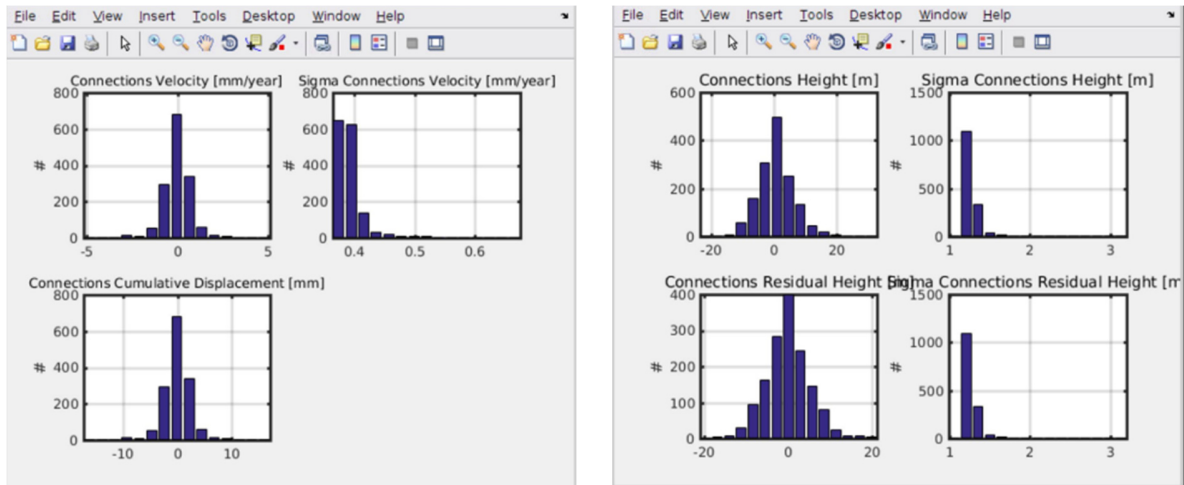 File Edit View Insert Tools Desktop Window Help
Connections Velocity [mm/year]
800
600
400
200
0
#
-5 0 5
Sigma Connections Velocity [mm/year]
800
600
400
200
0
#
0.4 0.5 0.6
Connections Cumulative Displacement [mm]
800
600
400
200
0
#
-10 0 10
File Edit View Insert Tools Desktop Window Help
Connections Height [m]
600
400
200
0
#
-20 0 20
Sigma Connections Height [m]
1500
1000
500
0
#
1 2 3
Connections Residual Height [m]
400
300
200
100
0
#
-20 0 20
Sigma Connections Residual Height [m
1500
1000
500
0
#
1 2 3